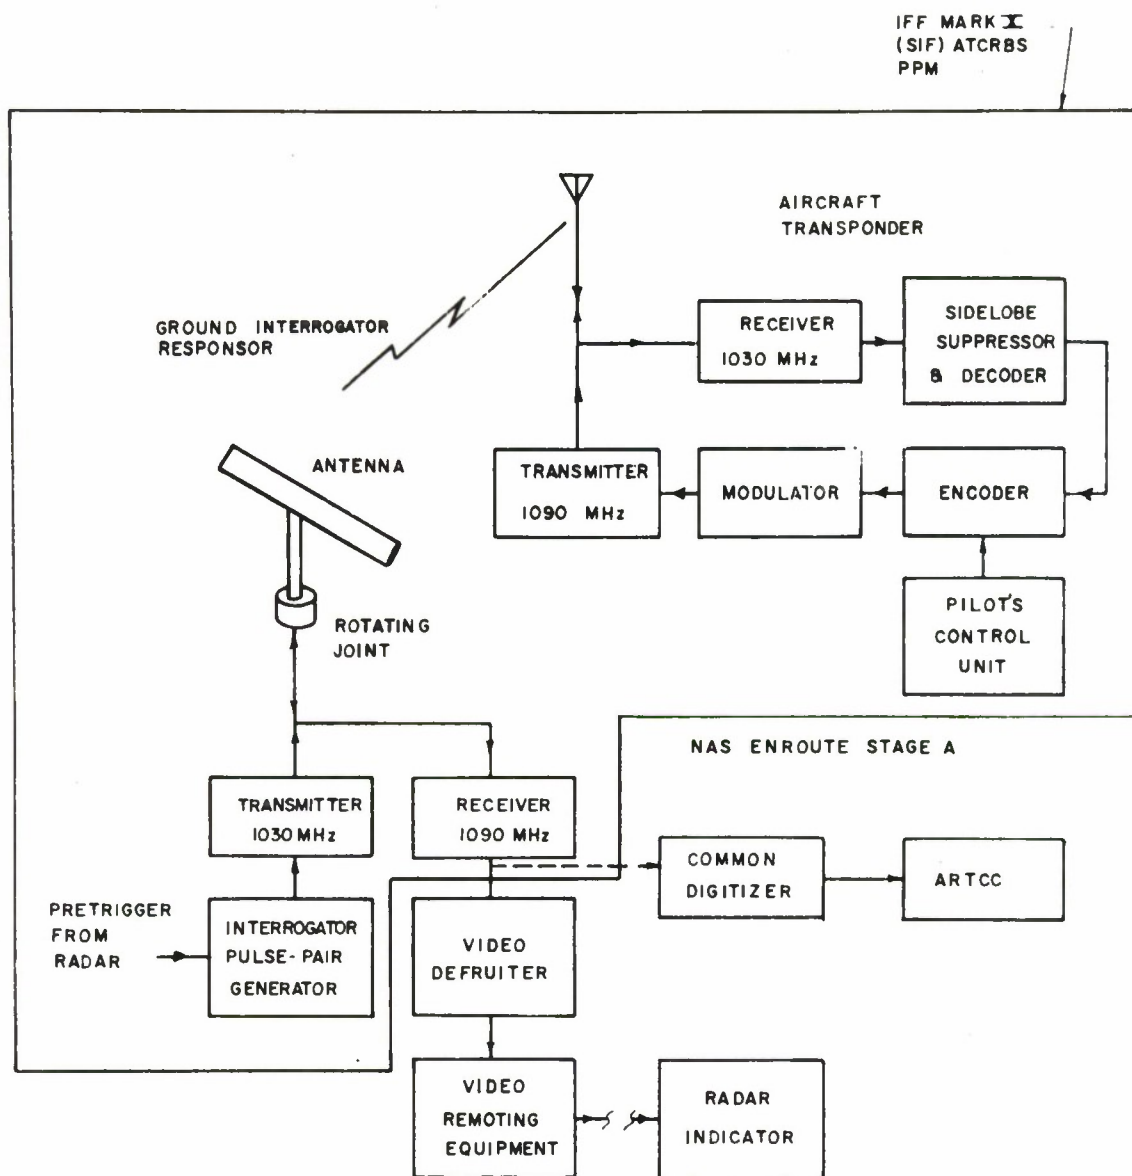 IFF MARK X
(SIF) ATCRBS
PPM
AIRCRAFT
TRANSPONDER
RECEIVER
1030 MHz
SIDELOBE
SUPPRESSOR
& DECODER
GROUND INTERROGATOR
RESPONSOR
ANTENNA
TRANSMITTER
1090 MHz
MODULATOR
ENCODER
PILOT'S
CONTROL
UNIT
ROTATING
JOINT
NAS ENROUTE STAGE A
TRANSMITTER
1030 MHz
RECEIVER
1090 MHz
COMMON
DIGITIZER
ARTCC
PRETRIGGER
FROM
RADAR
INTERROGATOR
PULSE-PAIR
GENERATOR
VIDEO
DEFRUITER
VIDEO
REMOTING
EQUIPMENT
RADAR
INDICATOR